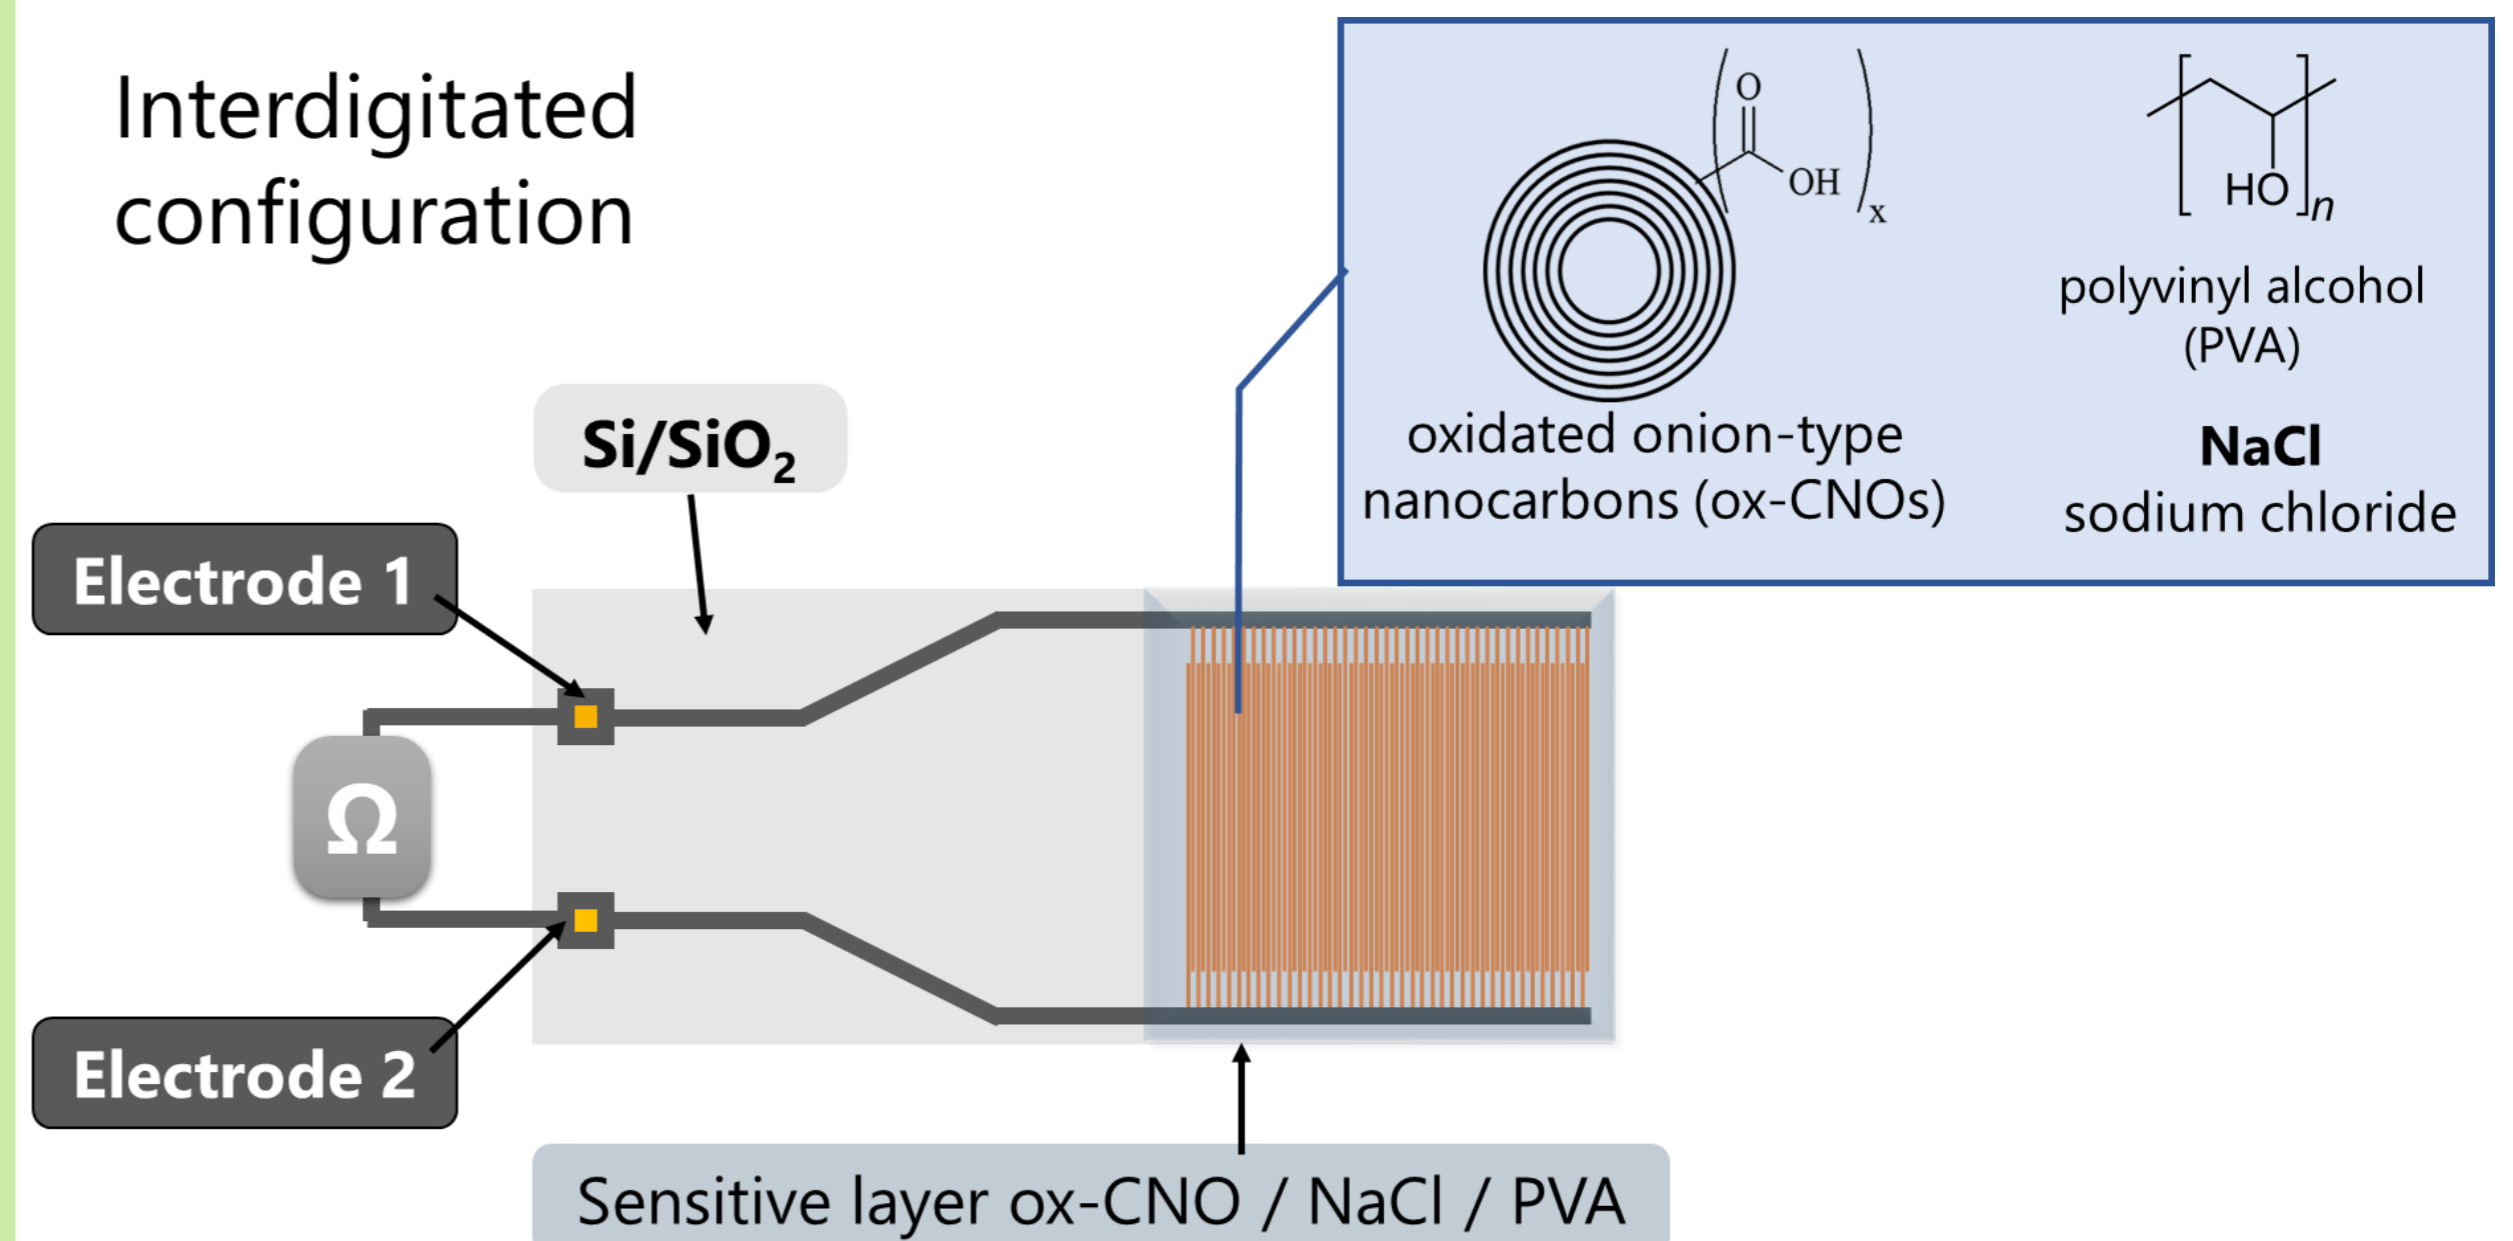 Interdigitated
configuration
O
OH
x
HO
n
polyvinyl alcohol
(PVA)
oxidated onion-type
nanocarbons (ox-CNOs)
NaCl
sodium chloride
Si/SiO₂
Electrode 1
Ω
Electrode 2
Sensitive layer ox-CNO / NaCl / PVA